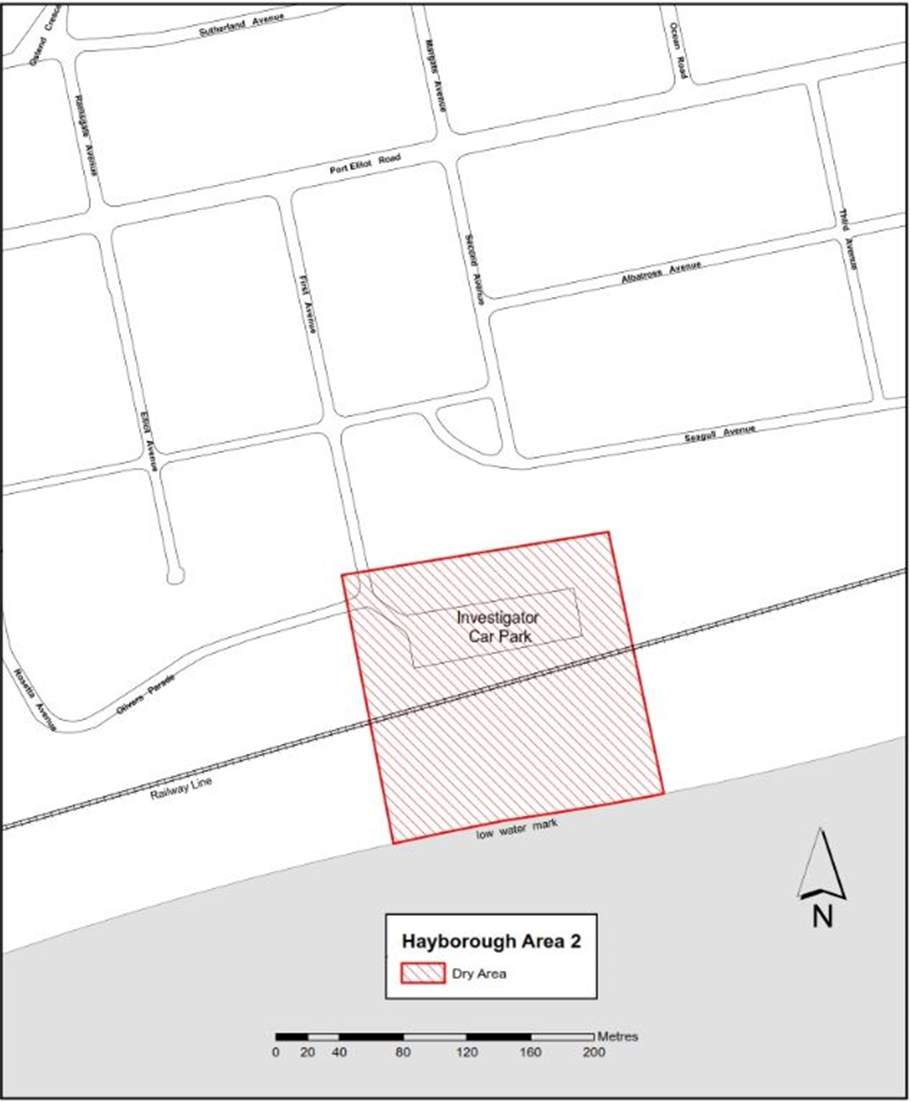 Sutherland Avenue
Ostend Cresce
Margate Avenue
Ocean Road
Ramsgate Avenue
Port Elliot Road
Third Avenue
Second Avenue
Albatross Avenue
First Avenue
Elliot Avenue
Seagull Avenue
Investigator
Car Park
Rosetta Avenue
Olivers Parade
Railway Line
low water mark
N
Hayborough Area 2
Dry Area
Metres
0 20 40 80 120 160 200